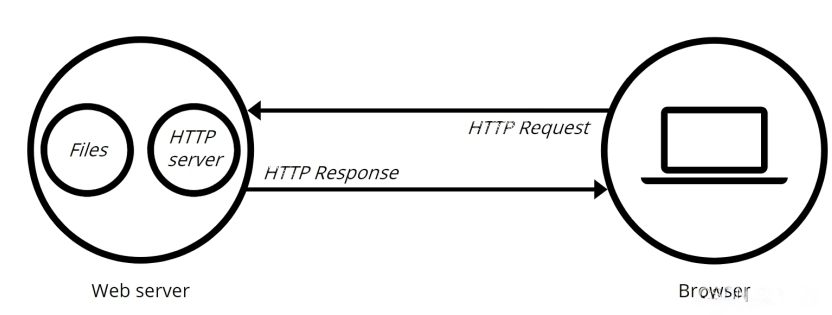 Files
HTTP
server
HTTP Request
HTTP Response
Web server
Browser